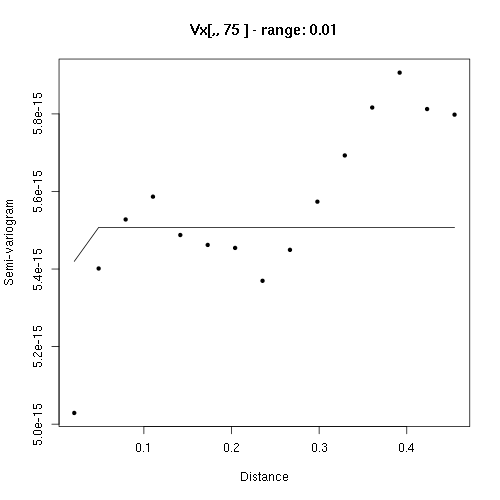 Vx[,, 75 ] - range: 0.01
Semi-variogram
5.8e-15
5.6e-15
5.4e-15
5.2e-15
5.0e-15
0.1 0.2 0.3 0.4
Distance